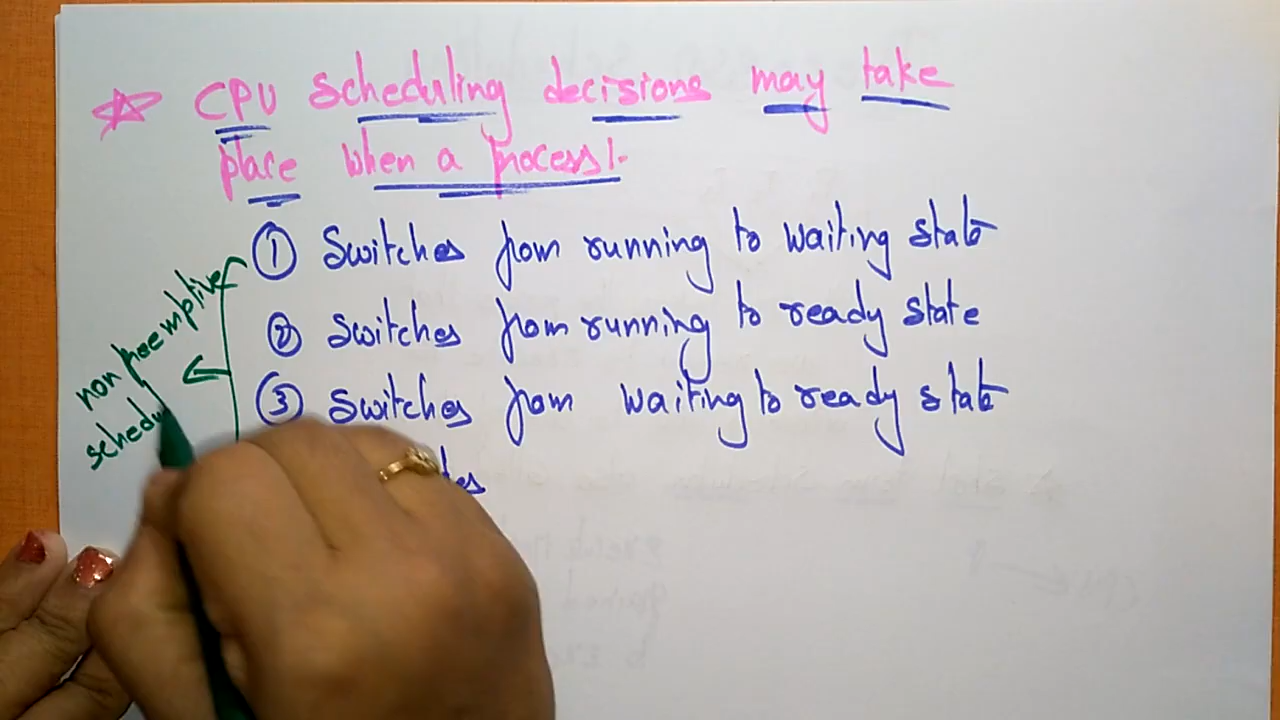 CPU scheduling decisions may take
place when a process:-
① Switches from running to waiting state
② switches from running to ready state
③ switches from waiting to ready state
non preemptive